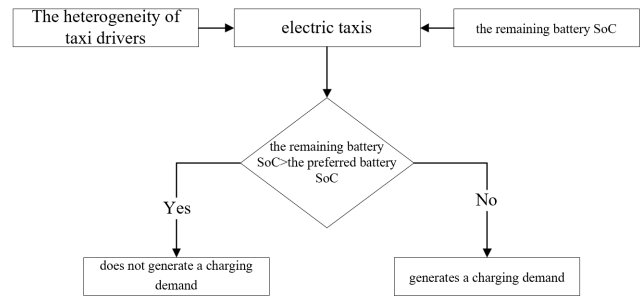 The heterogeneity of
taxi drivers
electric taxis
the remaining battery SoC
the remaining battery
SoC>the preferred battery
SoC
Yes
No
does not generate a charging
demand
generates a charging demand